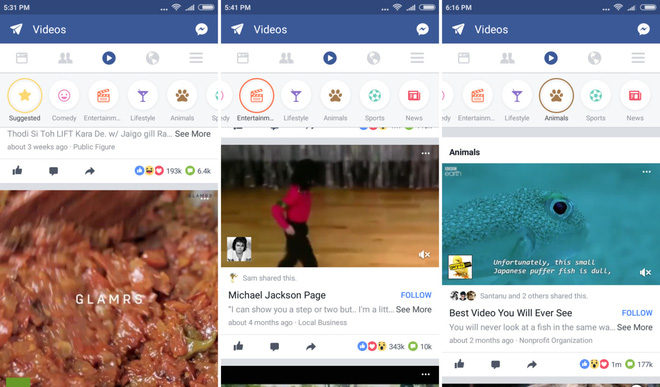 5:31 PM
Videos
Suggested
Comedy
Entertainm...
Lifestyle
Animals
Thodi Si Toh LIFT Kara De. w/ Jaigo gill Ra... See More
about 3 weeks ago · Public Figure
193k
6.4k
GLAMRS
GLAMRS
5:41 PM
Videos
Entertainm...
Lifestyle
Animals
Sports
News
Sam shared this.
Michael Jackson Page
FOLLOW
"I can show you a step or two but.. I'm a litt... See More
about 4 months ago · Local Business
343k
10k
6:16 PM
Videos
Entertainm...
Lifestyle
Animals
Sports
News
Animals
BBC
earth
Unfortunately, this small
Japanese puffer fish is dull,
Santanu and 2 others shared this.
Best Video You Will Ever See
FOLLOW
You will never look at a fish in the same wa... See More
about 2 months ago · Nonprofit Organization
1m
177k